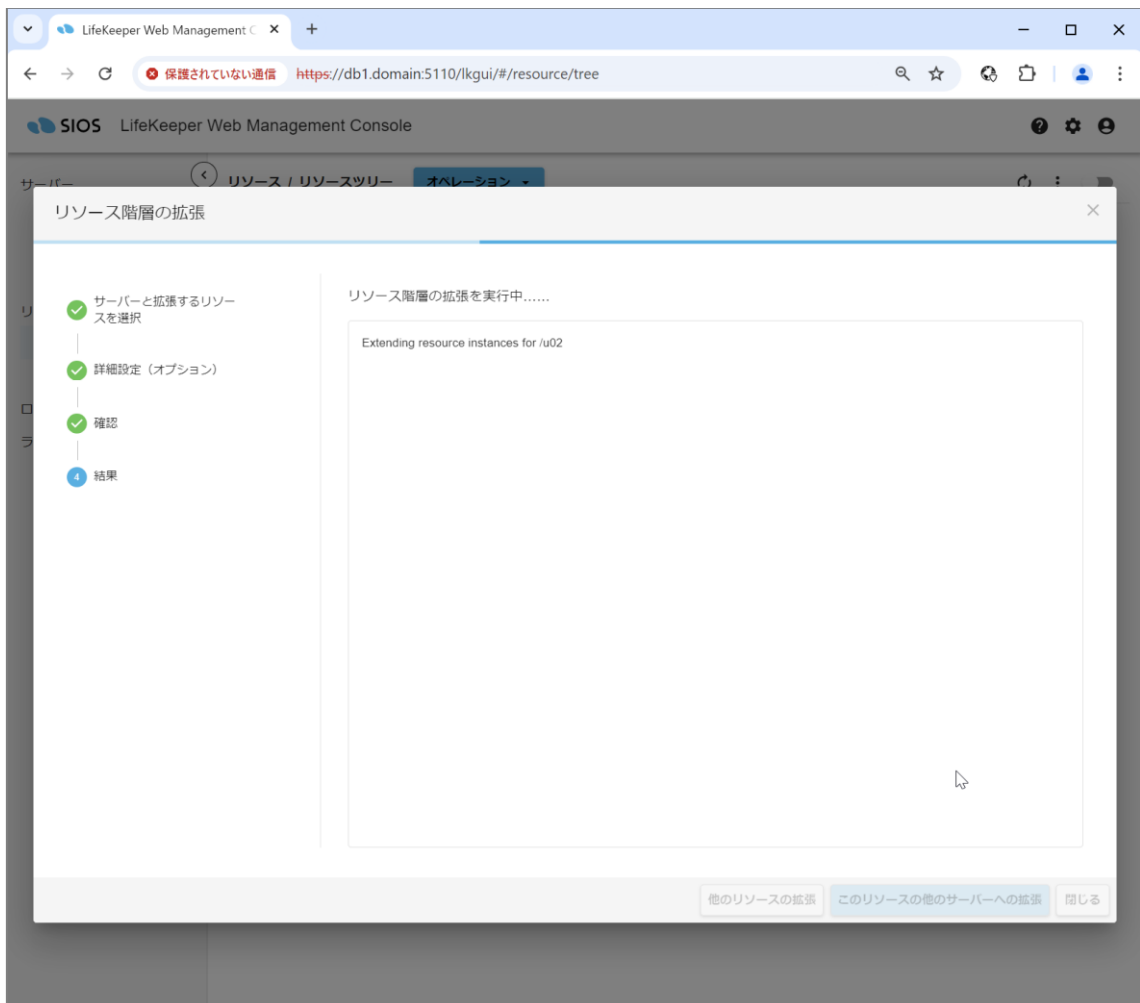 LifeKeeper Web Management C
保護されていない通信 https://db1.domain:5110/lkgui/#/resource/tree
SIOS LifeKeeper Web Management Console
サーバー
リソース / リソースツリー オペレーション
リソース階層の拡張
サーバーと拡張するリソー
スを選択
詳細設定（オプション）
確認
4 結果
リソース階層の拡張を実行中......
Extending resource instances for /u02
リ
ロ
ラ
他のリソースの拡張 このリソースの他のサーバーへの拡張 閉じる